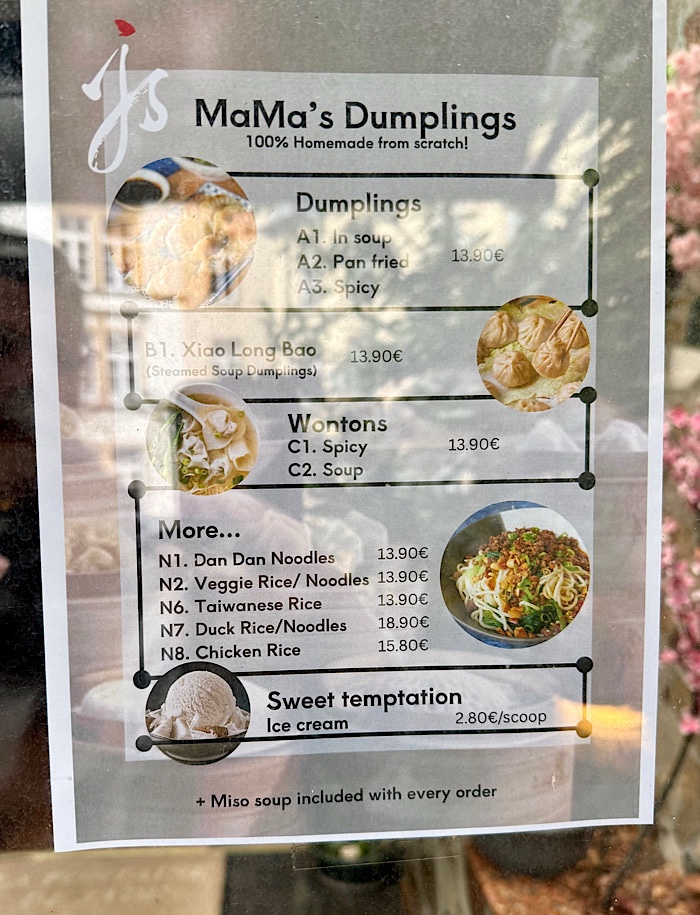 js
MaMa's Dumplings
100% Homemade from scratch!
Dumplings
A1. In soup
A2. Pan fried 13.90€
A3. Spicy
B1. Xiao Long Bao 13.90€
(Steamed Soup Dumplings)
Wontons
C1. Spicy 13.90€
C2. Soup
More...
N1. Dan Dan Noodles 13.90€
N2. Veggie Rice/ Noodles 13.90€
N6. Taiwanese Rice 13.90€
N7. Duck Rice/Noodles 18.90€
N8. Chicken Rice 15.80€
Sweet temptation
Ice cream 2.80€/scoop
+ Miso soup included with every order